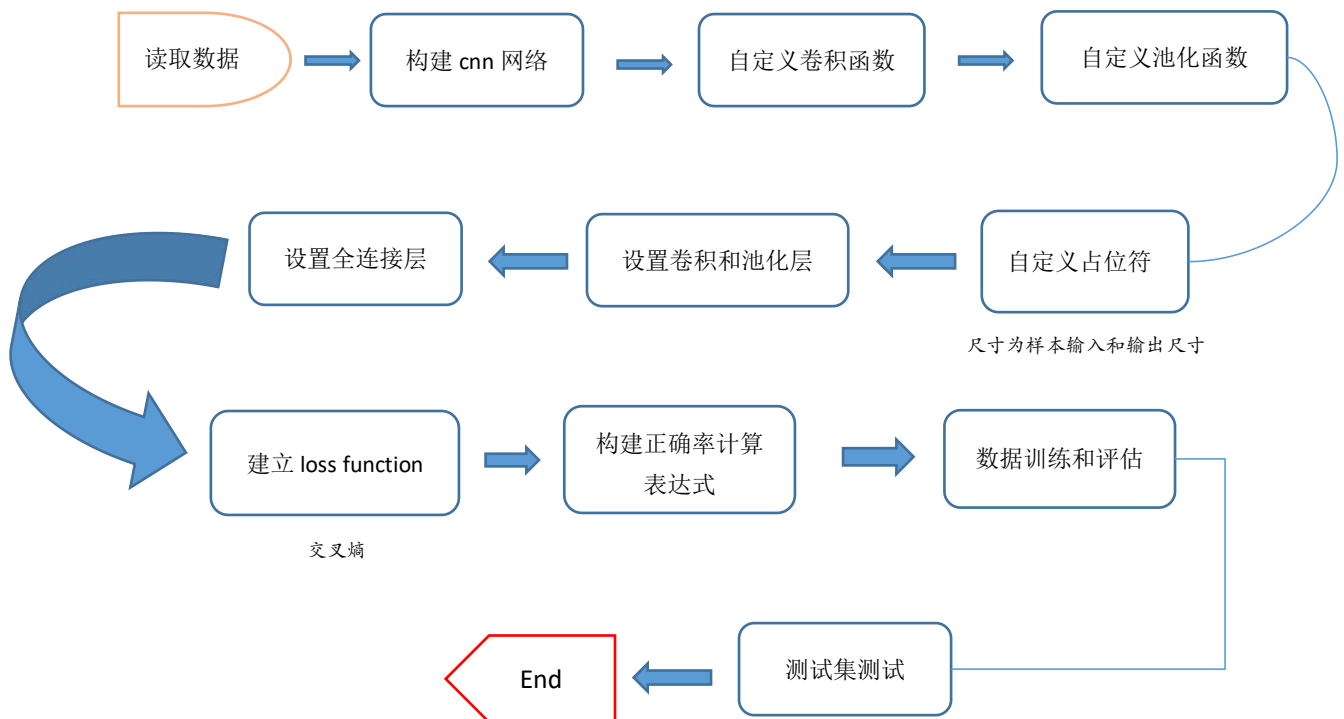 读取数据
构建 cnn 网络
自定义卷积函数
自定义池化函数
自定义占位符
尺寸为样本输入和输出尺寸
设置卷积和池化层
设置全连接层
建立 loss function
交叉熵
构建正确率计算
表达式
数据训练和评估
测试集测试
End